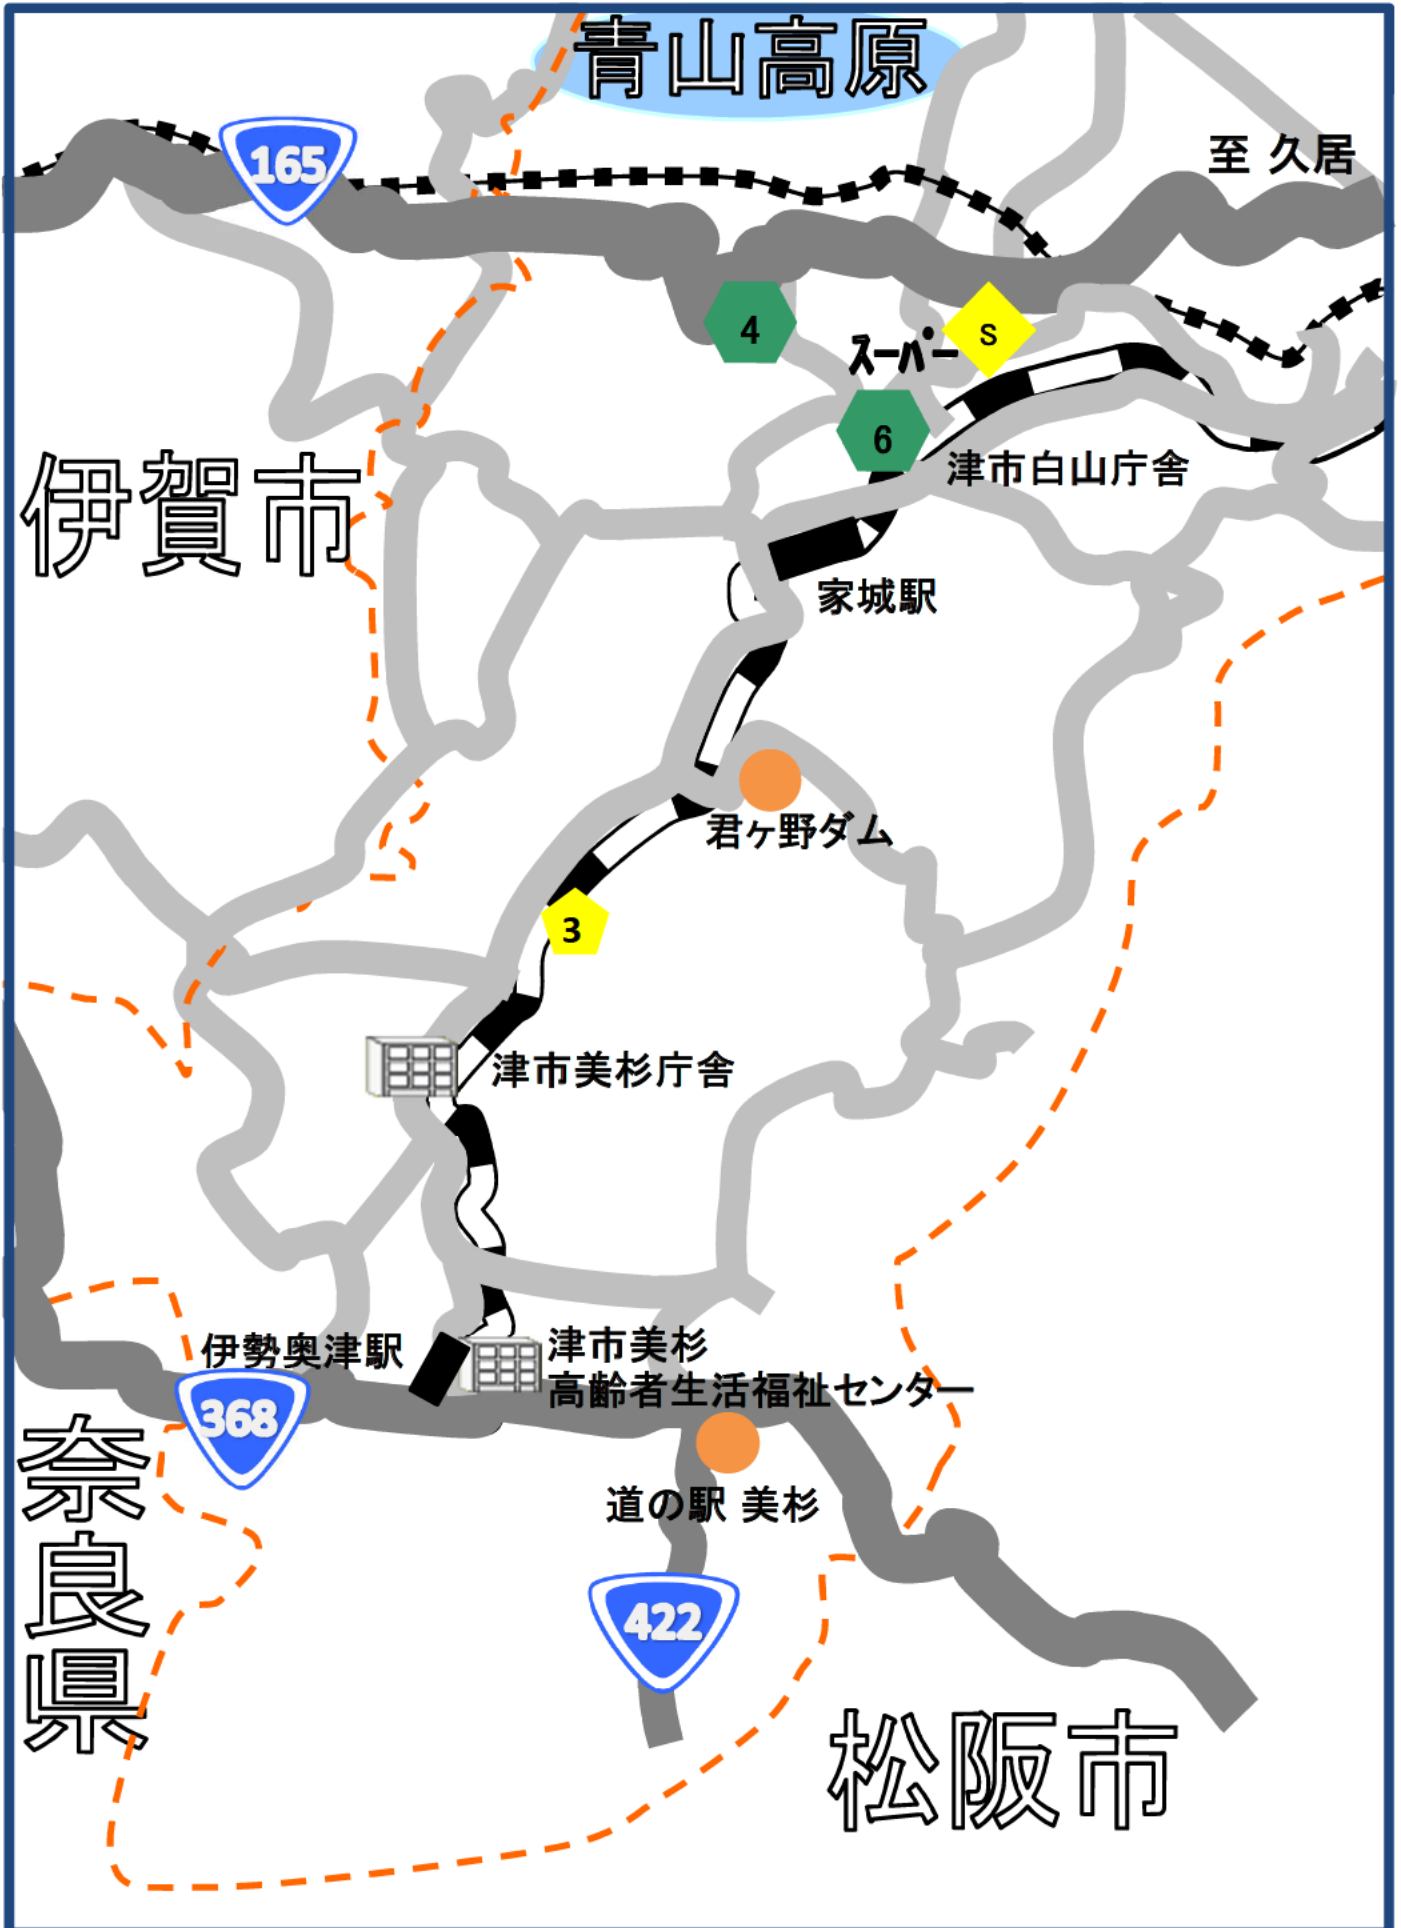 青山高原
165
至 久居
4
スーパー
S
6
津市白山庁舎
伊賀市
家城駅
君ヶ野ダム
3
津市美杉庁舎
伊勢奥津駅
津市美杉
高齢者生活福祉センター
368
奈良県
道の駅 美杉
422
松阪市